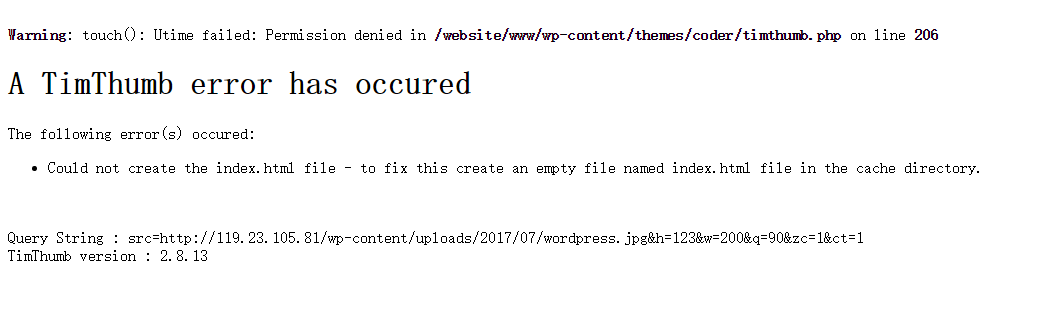 Warning: touch(): Utime failed: Permission denied in /website/www/wp-content/themes/coder/timthumb.php on line 206
A TimThumb error has occured
The following error(s) occured:
• Could not create the index.html file - to fix this create an empty file named index.html file in the cache directory.
Query String : src=http://119.23.105.81/wp-content/uploads/2017/07/wordpress.jpg&h=123&w=200&q=90&zc=1&ct=1
TimThumb version : 2.8.13